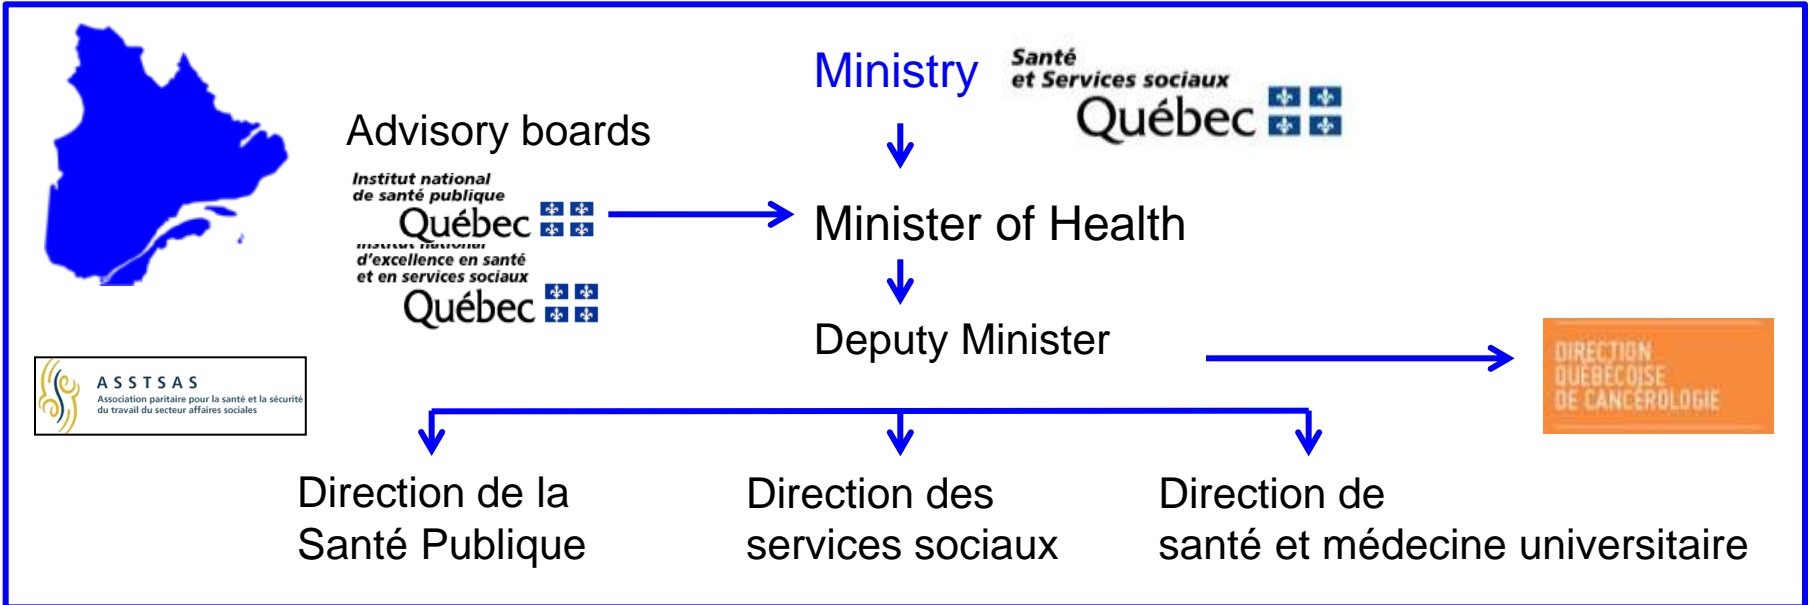 Ministry
Santé
et Services sociaux
Québec
Advisory boards
Institut national
de santé publique
Québec
Institut national
d'excellence en santé
et en services sociaux
Québec
Minister of Health
Deputy Minister
ASSTSAS
Association paritaire pour la santé et la sécurité
du travail du secteur affaires sociales
DIRECTION
QUÉBÉCOISE
DE CANCÉROLOGIE
Direction de la
Santé Publique
Direction des
services sociaux
Direction de
santé et médecine universitaire